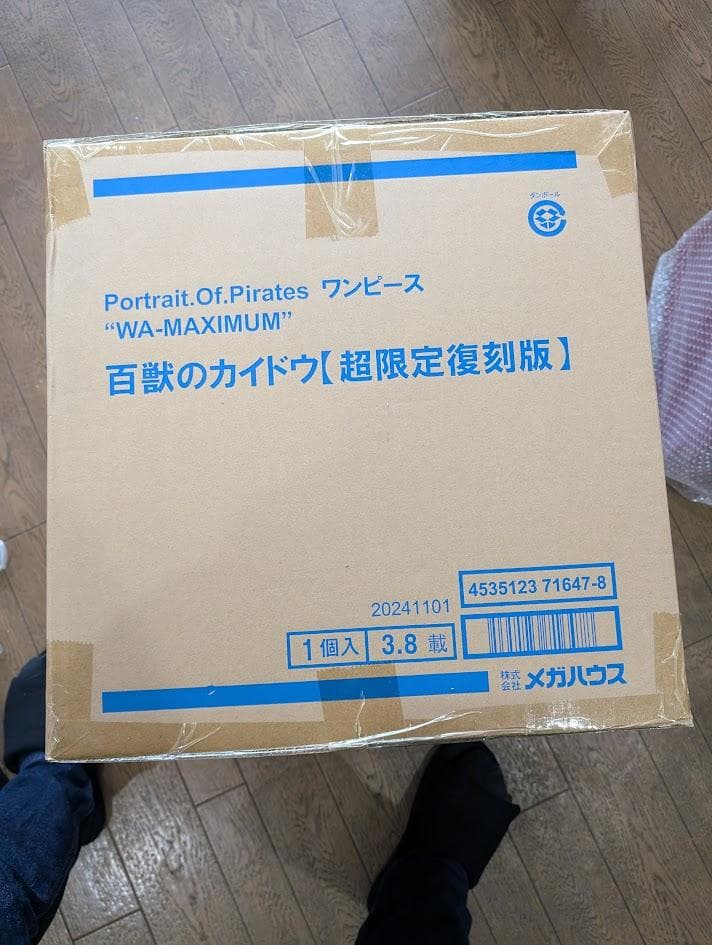 ダンボール
Portrait.Of.Pirates ワンピース
“WA-MAXIMUM”
百獣のカイドウ【超限定復刻版】
4535123 71647-8
20241101
1個入 3.8 載
株式会社 メガハウス